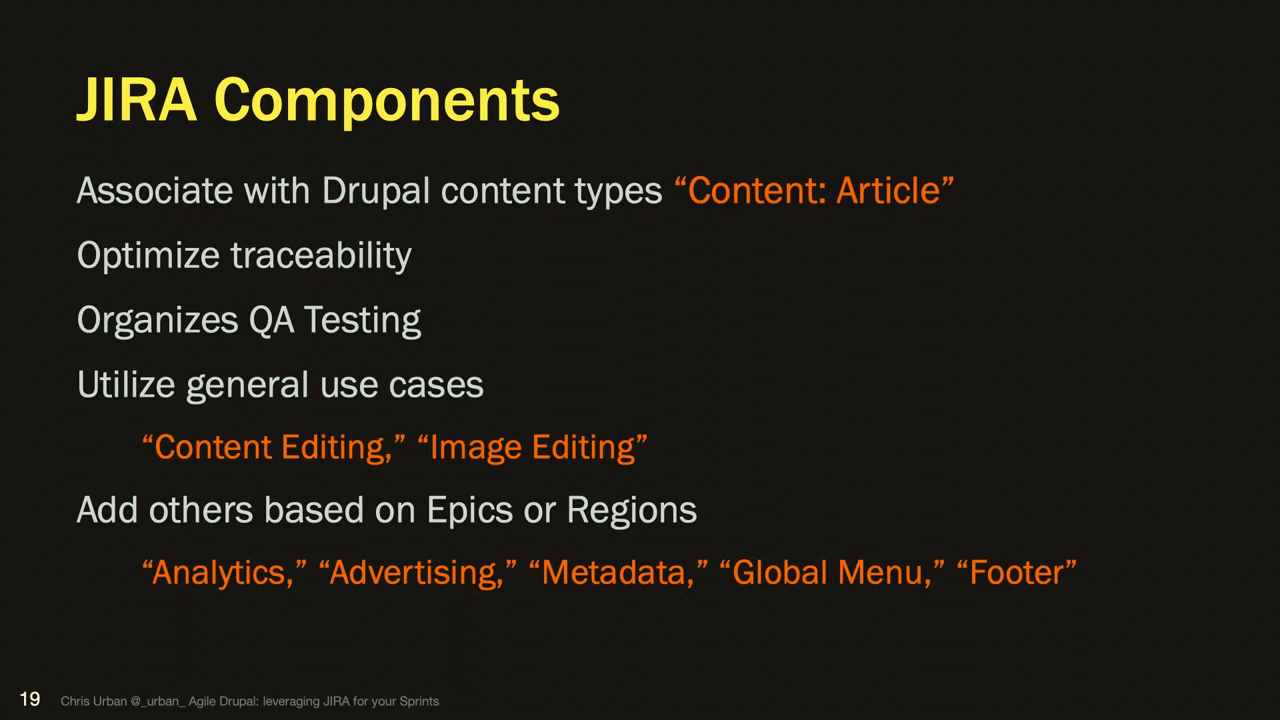 JIRA Components
Associate with Drupal content types “Content: Article”
Optimize traceability
Organizes QA Testing
Utilize general use cases
“Content Editing,” “Image Editing”
Add others based on Epics or Regions
“Analytics,” “Advertising,” “Metadata,” “Global Menu,” “Footer”
19 Chris Urban @_urban_ Agile Drupal: leveraging JIRA for your Sprints